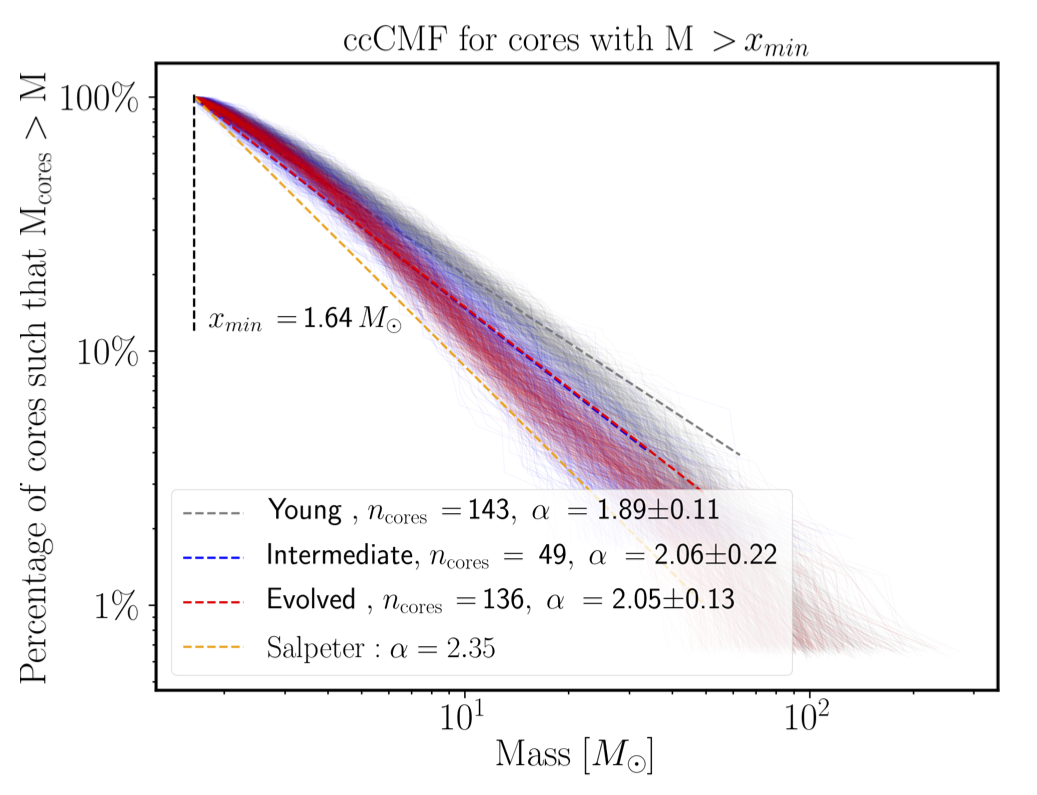 ccCMF for cores with M > x_min
Percentage of cores such that M_cores > M
100%
10%
1%
x_min = 1.64 M_⊙
Young , n_cores = 143, α = 1.89±0.11
Intermediate, n_cores = 49, α = 2.06±0.22
Evolved , n_cores = 136, α = 2.05±0.13
Salpeter : α = 2.35
10^1
10^2
Mass [M_⊙]